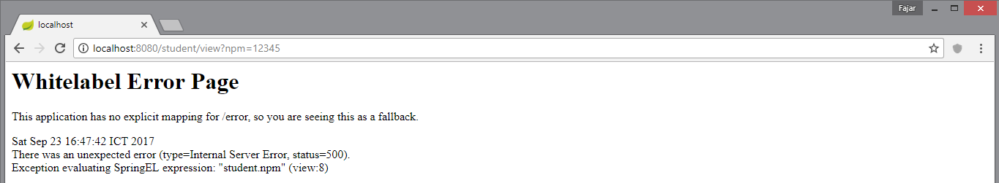 Fajar
localhost
localhost:8080/student/view?npm=12345
Whitelabel Error Page
This application has no explicit mapping for /error, so you are seeing this as a fallback.
Sat Sep 23 16:47:42 ICT 2017
There was an unexpected error (type=Internal Server Error, status=500).
Exception evaluating SpringEL expression: "student.npm" (view:8)